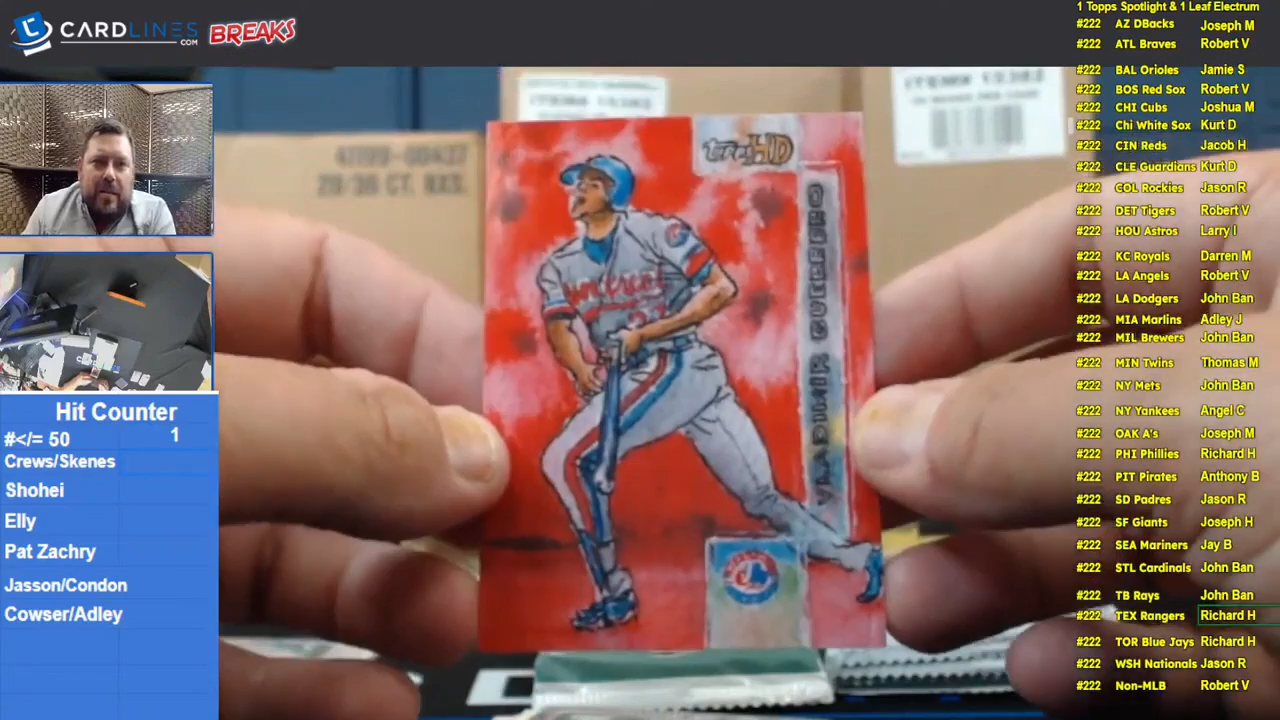 CARDLINES
.COM
BREAKS
1 Topps Spotlight & 1 Leaf Electrum
#222 AZ DBacks Joseph M
#222 ATL Braves Robert V
#222 BAL Orioles Jamie S
#222 BOS Red Sox Robert V
#222 CHI Cubs Joshua M
#222 Chi White Sox Kurt D
#222 CIN Reds Jacob H
#222 CLE Guardians Kurt D
#222 COL Rockies Jason R
#222 DET Tigers Robert V
#222 HOU Astros Larry I
#222 KC Royals Darren M
#222 LA Angels Robert V
#222 LA Dodgers John Ban
#222 MIA Marlins Adley J
#222 MIL Brewers John Ban
#222 MIN Twins Thomas M
#222 NY Mets John Ban
#222 NY Yankees Angel C
#222 OAK A's Joseph M
#222 PHI Phillies Richard H
#222 PIT Pirates Anthony B
#222 SD Padres Jason R
#222 SF Giants Joseph H
#222 SEA Mariners Jay B
#222 STL Cardinals John Ban
#222 TB Rays John Ban
#222 TEX Rangers Richard H
#222 TOR Blue Jays Richard H
#222 WSH Nationals Jason R
#222 Non-MLB Robert V
Hit Counter
#</= 50 1
Crews/Skenes
Shohei
Elly
Pat Zachry
Jasson/Condon
Cowser/Adley
topps HD
VLADIMIR GUERRERO